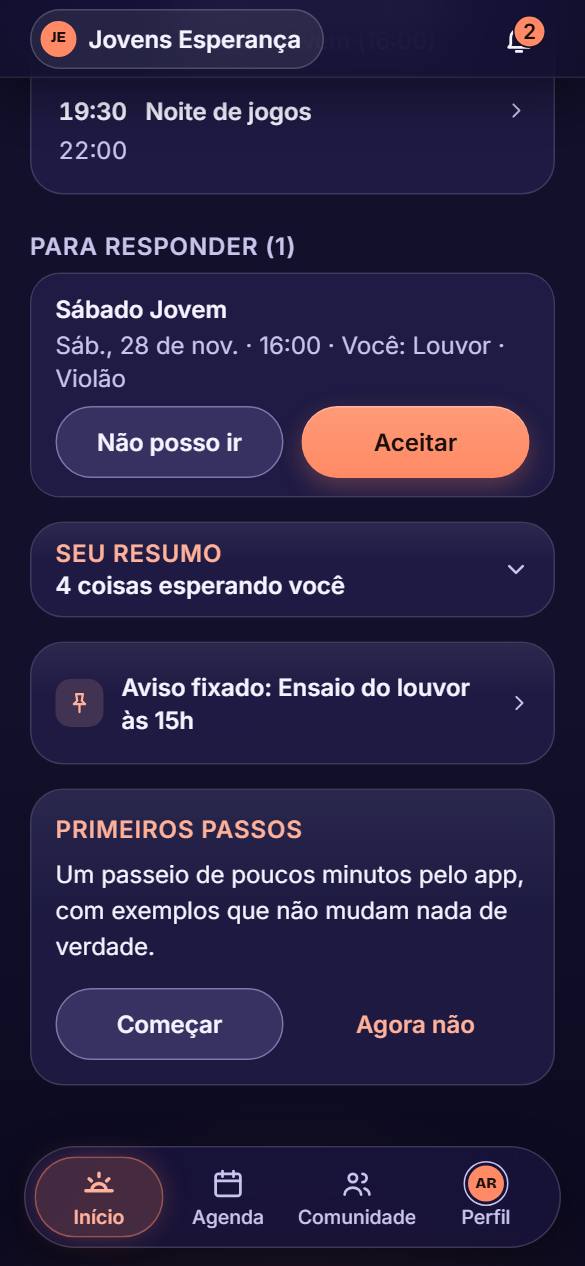 JE Jovens Esperança
2
19:30 Noite de jogos
22:00
PARA RESPONDER (1)
Sábado Jovem
Sáb., 28 de nov. · 16:00 · Você: Louvor ·
Violão
Não posso ir Aceitar
SEU RESUMO
4 coisas esperando você
Aviso fixado: Ensaio do louvor
às 15h
PRIMEIROS PASSOS
Um passeio de poucos minutos pelo app,
com exemplos que não mudam nada de
verdade.
Começar Agora não
AR
Início Agenda Comunidade Perfil